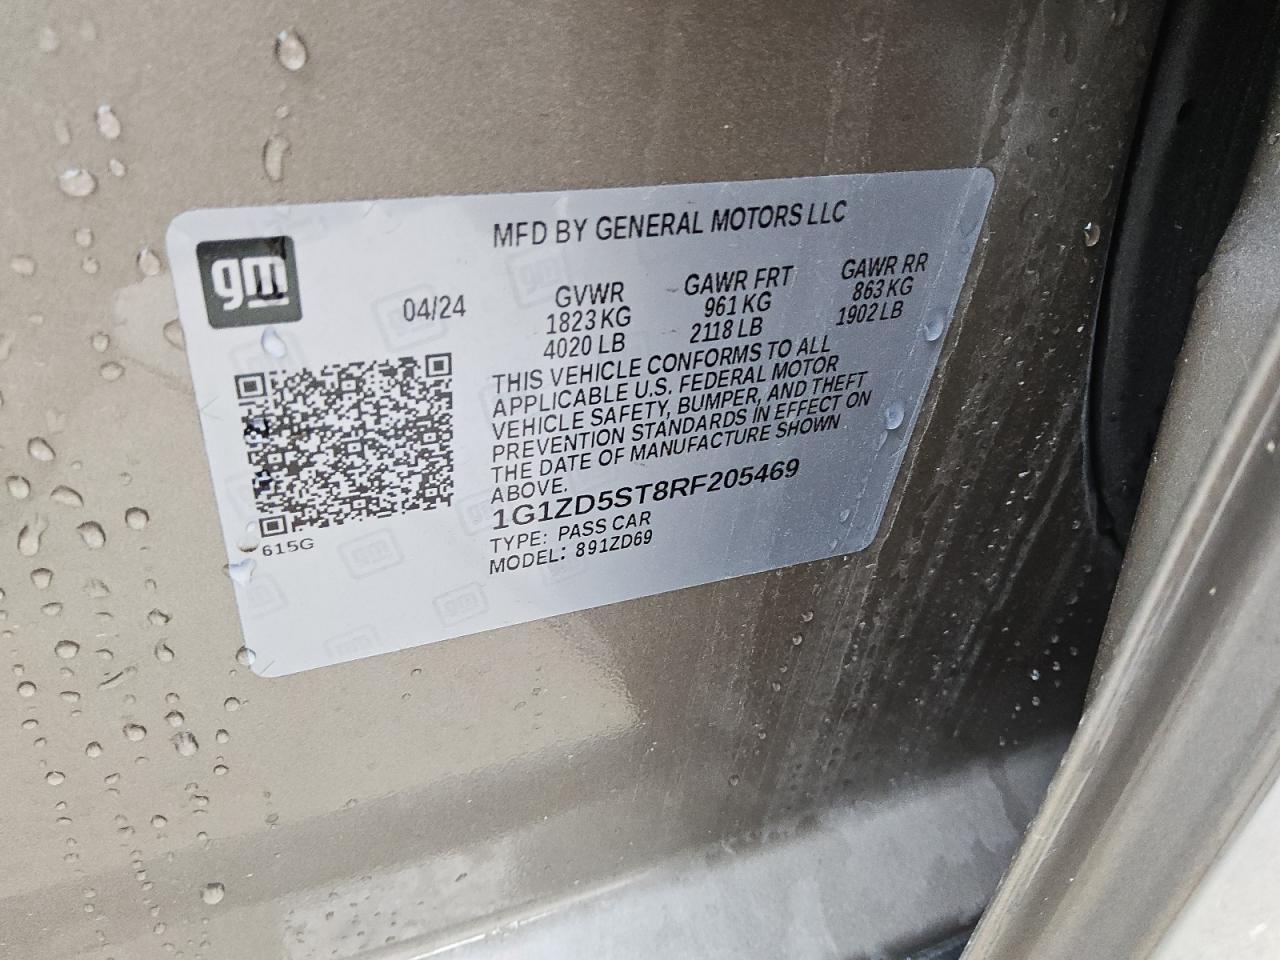 MFD BY GENERAL MOTORS LLC
gm
04/24
GVWR
1823 KG
4020 LB
GAWR FRT
961 KG
2118 LB
GAWR RR
863 KG
1902 LB
THIS VEHICLE CONFORMS TO ALL
APPLICABLE U.S. FEDERAL MOTOR
VEHICLE SAFETY, BUMPER, AND THEFT
PREVENTION STANDARDS IN EFFECT ON
THE DATE OF MANUFACTURE SHOWN
ABOVE.
1G1ZD5ST8RF205469
TYPE: PASS CAR
MODEL: 891ZD69
615G